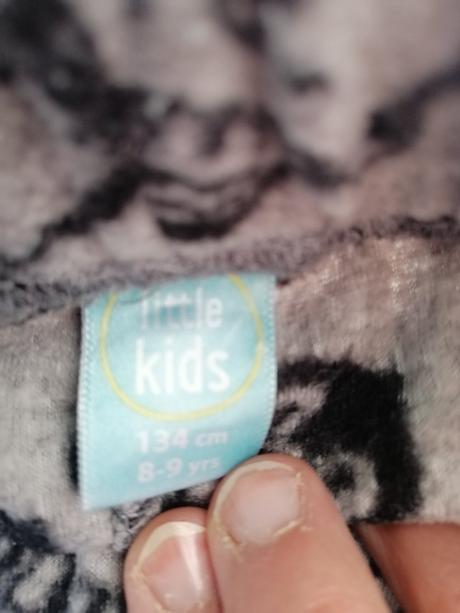 little
kids
134 cm
8-9 yrs